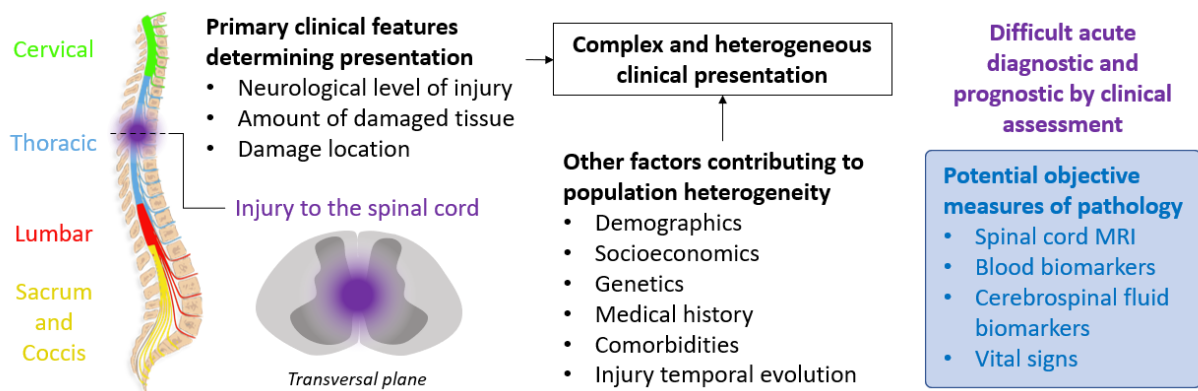 Cervical
Thoracic
Lumbar
Sacrum
and
Coccis
Primary clinical features
determining presentation
• Neurological level of injury
• Amount of damaged tissue
• Damage location
Injury to the spinal cord
Transversal plane
Complex and heterogeneous
clinical presentation
Other factors contributing to
population heterogeneity
• Demographics
• Socioeconomics
• Genetics
• Medical history
• Comorbidities
• Injury temporal evolution
Difficult acute
diagnostic and
prognostic by clinical
assessment
Potential objective
measures of pathology
• Spinal cord MRI
• Blood biomarkers
• Cerebrospinal fluid
biomarkers
• Vital signs